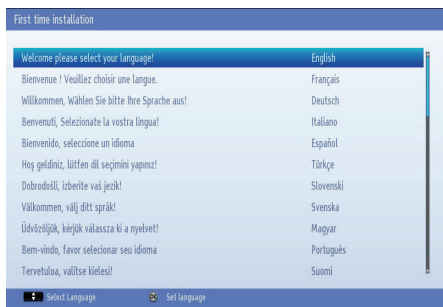 First time installation
Welcome please select your language! English
Bienvenue ! Veuillez choisir une langue. Français
Willkommen, Wählen Sie bitte Ihre Sprache aus! Deutsch
Benvenuti, Selezionate la vostra lingua! Italiano
Bienvenido, seleccione un idioma Español
Hoş geldiniz, lütfen dil seçimini yapınız! Türkçe
Dobrodošli, izberite vaš jezik! Slovenski
Välkommen, välj ditt språk! Svenska
Üdvözöljük, kérjük válassza ki a nyelvet! Magyar
Bem-vindo, favor selecionar seu idioma Português
Tervetuloa, valitse kielesi! Suomi
Select Language OK Set language